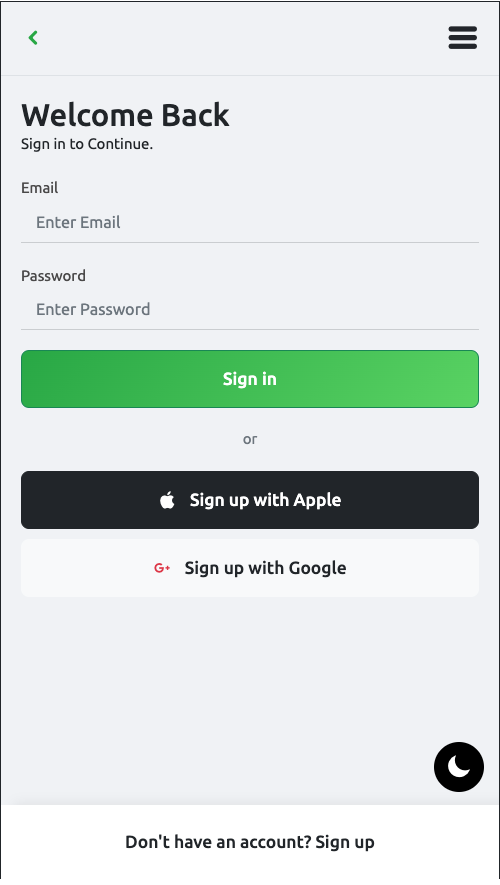 Welcome Back
Sign in to Continue.
Email
Enter Email
Password
Enter Password
Sign in
or
Sign up with Apple
G+ Sign up with Google
Don't have an account? Sign up